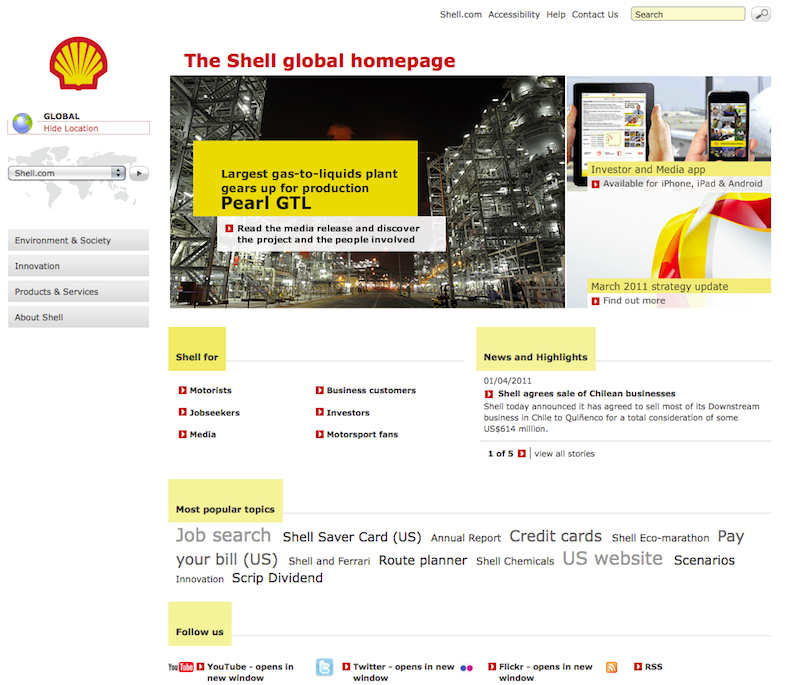 Shell.com Accessibility Help Contact Us Search
The Shell global homepage
GLOBAL
Hide Location
Shell.com
Environment & Society
Innovation
Products & Services
About Shell
Largest gas-to-liquids plant
gears up for production
Pearl GTL
Read the media release and discover
the project and the people involved
Investor and Media app
Available for iPhone, iPad & Android
March 2011 strategy update
Find out more
Shell for
Motorists
Business customers
Jobseekers
Investors
Media
Motorsport fans
News and Highlights
01/04/2011
Shell agrees sale of Chilean businesses
Shell today announced it has agreed to sell most of its Downstream
business in Chile to Quiñenco for a total consideration of some
US$614 million.
1 of 5 view all stories
Most popular topics
Job search Shell Saver Card (US) Annual Report Credit cards Shell Eco-marathon Pay
your bill (US) Shell and Ferrari Route planner Shell Chemicals US website Scenarios
Innovation Scrip Dividend
Follow us
You Tube
YouTube - opens in
new window
Twitter - opens in new
window
Flickr - opens in new
window
RSS